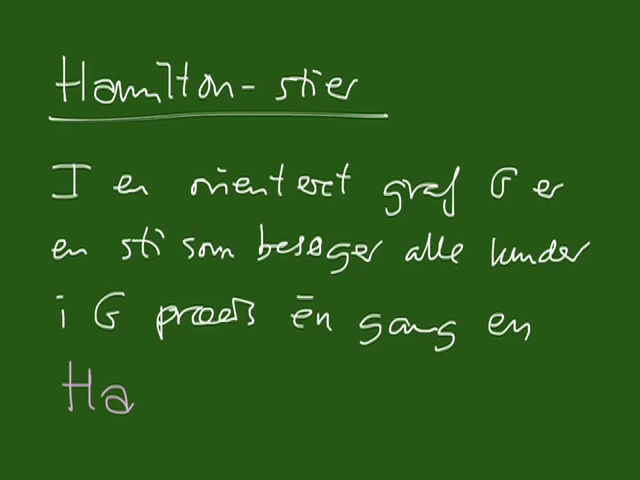 Hamilton-stier
I en orienteret graf G er
en sti som besøger alle knuder
i G præcis én gang en
Ha